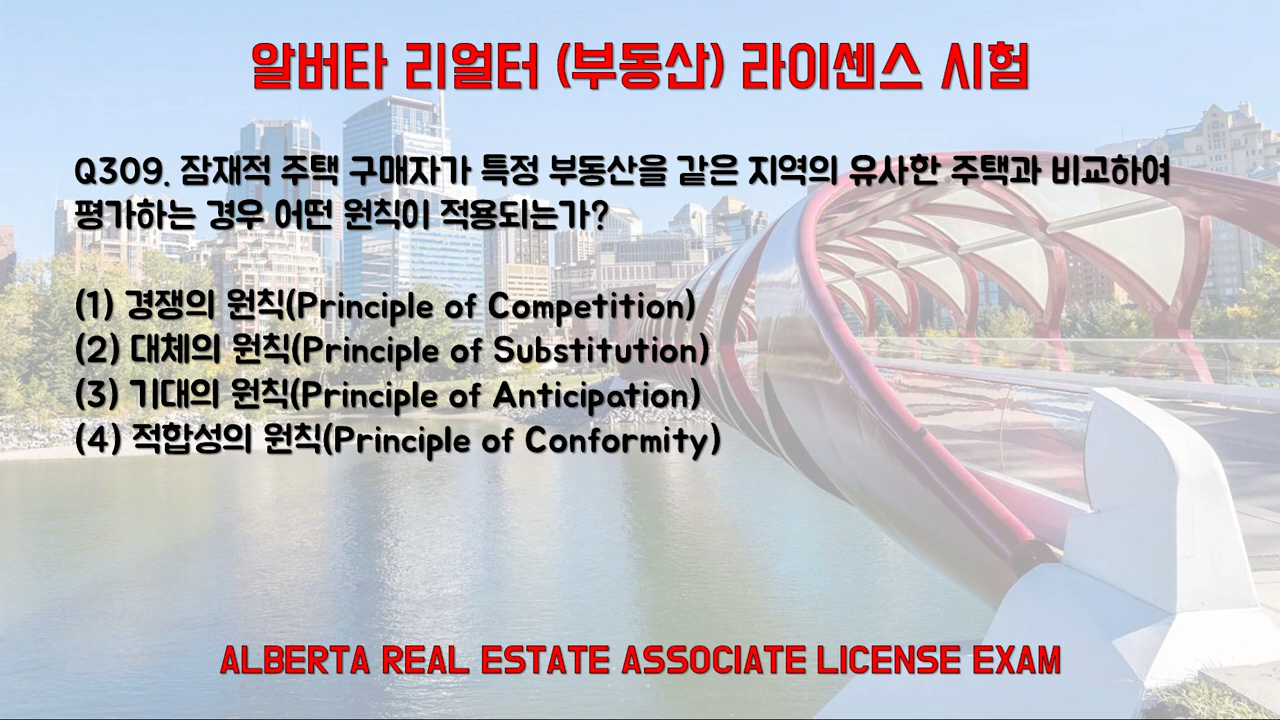 알버타 리얼터 (부동산) 라이센스 시험
Q309. 잠재적 주택 구매자가 특정 부동산을 같은 지역의 유사한 주택과 비교하여
평가하는 경우 어떤 원칙이 적용되는가?
(1) 경쟁의 원칙(Principle of Competition)
(2) 대체의 원칙(Principle of Substitution)
(3) 기대의 원칙(Principle of Anticipation)
(4) 적합성의 원칙(Principle of Conformity)
ALBERTA REAL ESTATE ASSOCIATE LICENSE EXAM